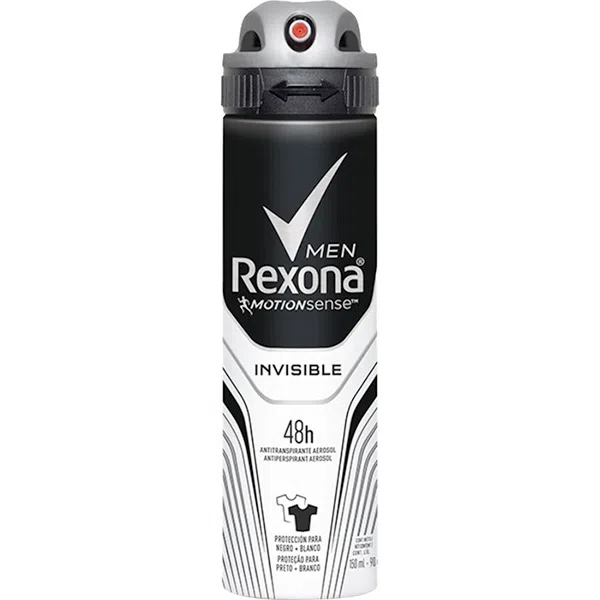 MEN
Rexona®
MOTIONsense™
INVISIBLE
48h
ANTITRANSPIRANTE AEROSOL
ANTIPERSPIRANT AEROSOL
PROTECCIÓN PARA
NEGRO + BLANCO
PROTEÇÃO PARA
PRETO + BRANCO
150 ml - 90